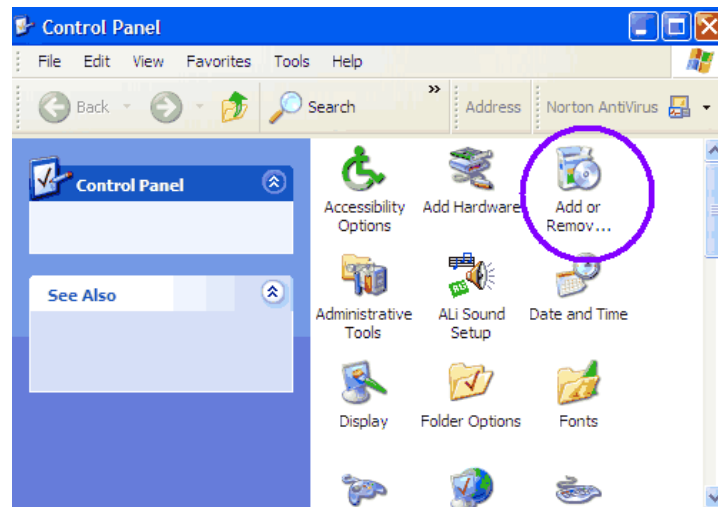 Control Panel
File Edit View Favorites Tools Help
Back Search » Address Norton AntiVirus
Control Panel
See Also
Accessibility Options
Add Hardware
Add or Remov...
Administrative Tools
ALi Sound Setup
Date and Time
Display
Folder Options
Fonts